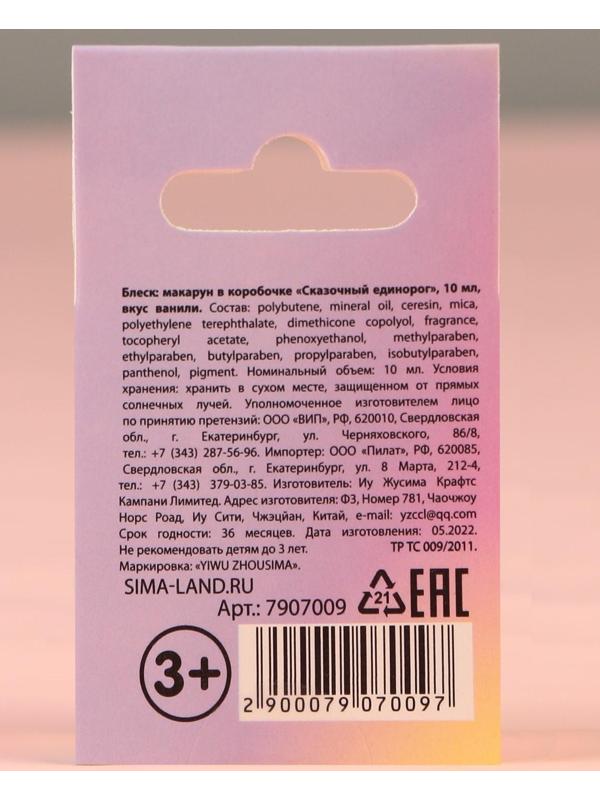 Блеск: макарун в коробочке «Сказочный единорог», 10 мл,
вкус ванили. Состав: polybutene, mineral oil, ceresin, mica,
polyethylene terephthalate, dimethicone copolyol, fragrance,
tocopheryl acetate, phenoxyethanol, methylparaben,
ethylparaben, butylparaben, propylparaben, isobutylparaben,
panthenol, pigment. Номинальный объем: 10 мл. Условия
хранения: хранить в сухом месте, защищенном от прямых
солнечных лучей. Уполномоченное изготовителем лицо
по принятию претензий: ООО «ВИП», РФ, 620010, Свердловская
обл., г. Екатеринбург, ул. Черняховского, 86/8,
тел.: +7 (343) 287-56-96. Импортер: ООО «Пилат», РФ, 620085,
Свердловская обл., г. Екатеринбург, ул. 8 Марта, 212-4,
тел.: +7 (343) 379-03-85. Изготовитель: Иу Жусима Крафтс
Кампани Лимитед. Адрес изготовителя: Ф3, Номер 781, Чаочжоу
Норс Роад, Иу Сити, Чжэцйан, Китай, e-mail: yzccl@qq.com
Срок годности: 36 месяцев. Дата изготовления: 05.2022.
Не рекомендовать детям до 3 лет. ТР ТС 009/2011.
Маркировка: «YIWU ZHOUSIMA».
SIMA-LAND.RU
Арт.: 7907009 21 EAC
3+
2 900079 070097